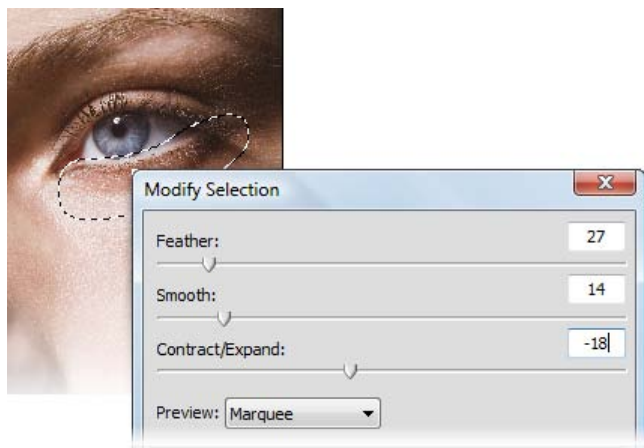 Modify Selection
Feather: 27
Smooth: 14
Contract/Expand: -18
Preview: Marquee